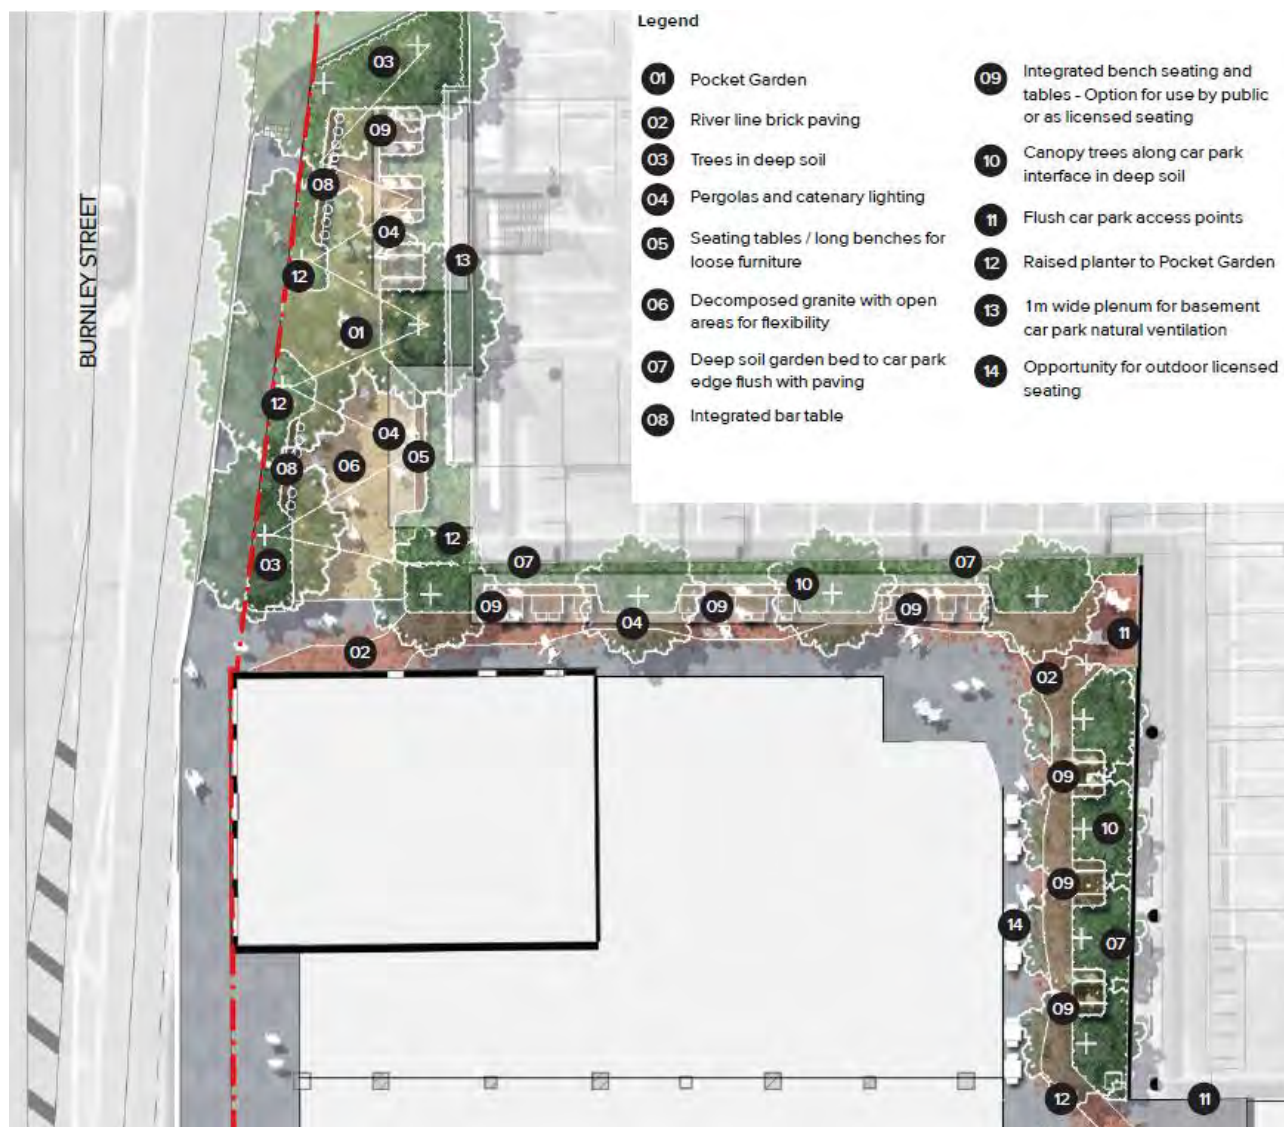 Legend
01 Pocket Garden
02 River line brick paving
03 Trees in deep soil
04 Pergolas and catenary lighting
05 Seating tables / long benches for
loose furniture
06 Decomposed granite with open
areas for flexibility
07 Deep soil garden bed to car park
edge flush with paving
08 Integrated bar table
09 Integrated bench seating and
tables - Option for use by public
or as licensed seating
10 Canopy trees along car park
interface in deep soil
11 Flush car park access points
12 Raised planter to Pocket Garden
13 1m wide plenum for basement
car park natural ventilation
14 Opportunity for outdoor licensed
seating
BURNLEY STREET
03
09
08
04
13
12
01
12
04
05
06
08
12
03
07
07
10
09
09
09
04
11
02
02
09
10
09
14
07
09
12
11